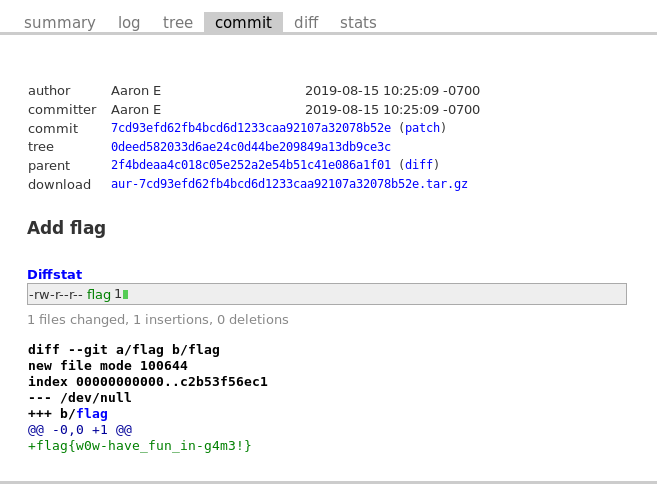 summary log tree commit diff stats
author Aaron E 2019-08-15 10:25:09 -0700
committer Aaron E 2019-08-15 10:25:09 -0700
commit 7cd93efd62fb4bcd6d1233caa92107a32078b52e (patch)
tree 0deed582033d6ae24c0d44be209849a13db9ce3c
parent 2f4bdeaa4c018c05e252a2e54b51c41e086a1f01 (diff)
download aur-7cd93efd62fb4bcd6d1233caa92107a32078b52e.tar.gz
Add flag
Diffstat
-rw-r--r-- flag 1
1 files changed, 1 insertions, 0 deletions
diff --git a/flag b/flag
new file mode 100644
index 00000000000..c2b53f56ec1
--- /dev/null
+++ b/flag
@@ -0,0 +1 @@
+flag{w0w-have_fun_in-g4m3!}